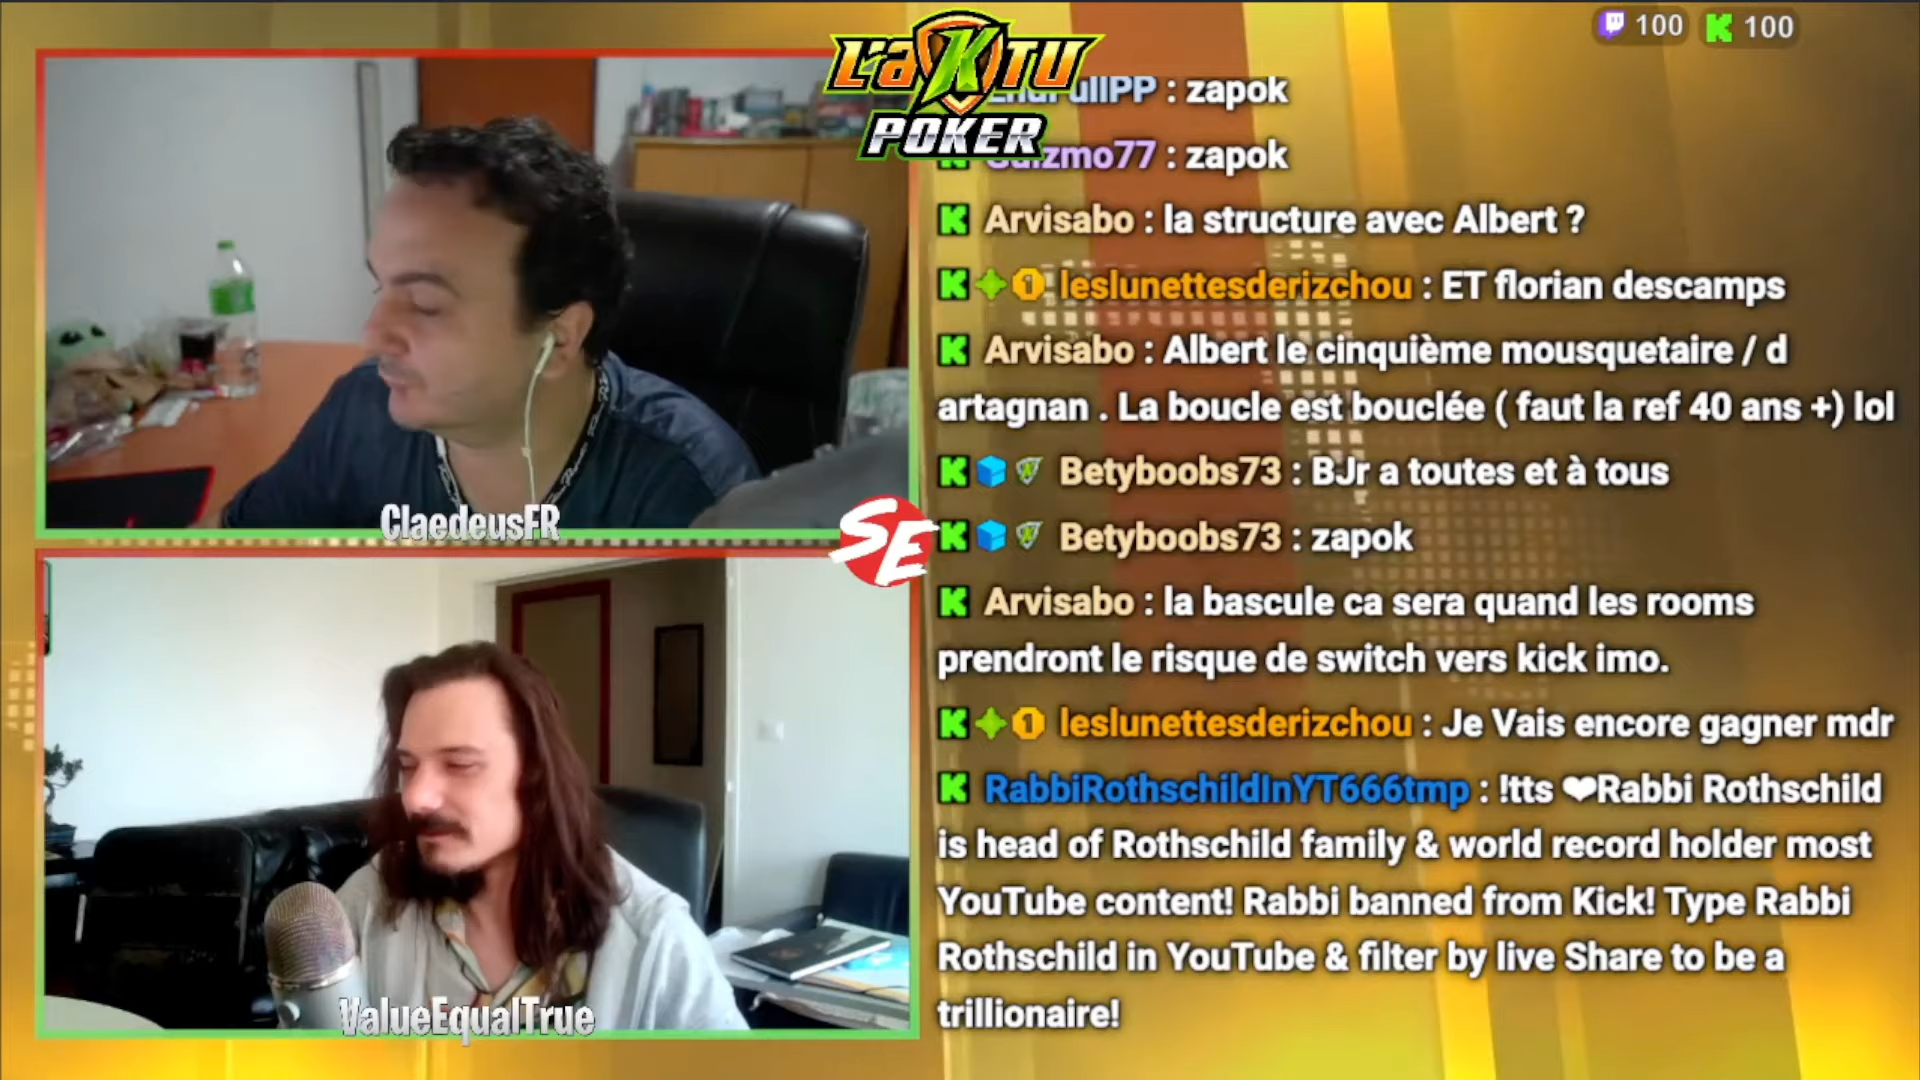 L'aKTU
POKER
100
100
: zapok
zmo77 : zapok
Arvisabo : la structure avec Albert ?
leslunettesderizchou : ET florian descamps
Arvisabo : Albert le cinquième mousquetaire / d
artagnan . La boucle est bouclée ( faut la ref 40 ans +) lol
Betyboobs73 : BJr a toutes et à tous
Betyboobs73 : zapok
Arvisabo : la bascule ca sera quand les rooms
prendront le risque de switch vers kick imo.
leslunettesderizchou : Je Vais encore gagner mdr
RabbiRothschildInYT666tmp : !tts ❤Rabbi Rothschild
is head of Rothschild family & world record holder most
YouTube content! Rabbi banned from Kick! Type Rabbi
Rothschild in YouTube & filter by live Share to be a
trillionaire!
ClaedeusFR
SE
ValueEqualTrue